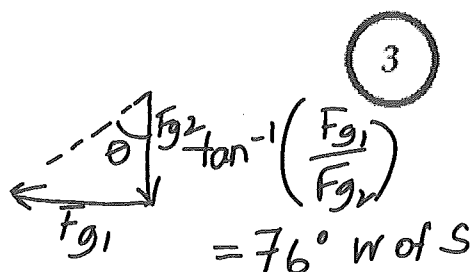 3
θ Fg2 tan⁻¹(Fg1/Fg2)
Fg1
= 76° W of S